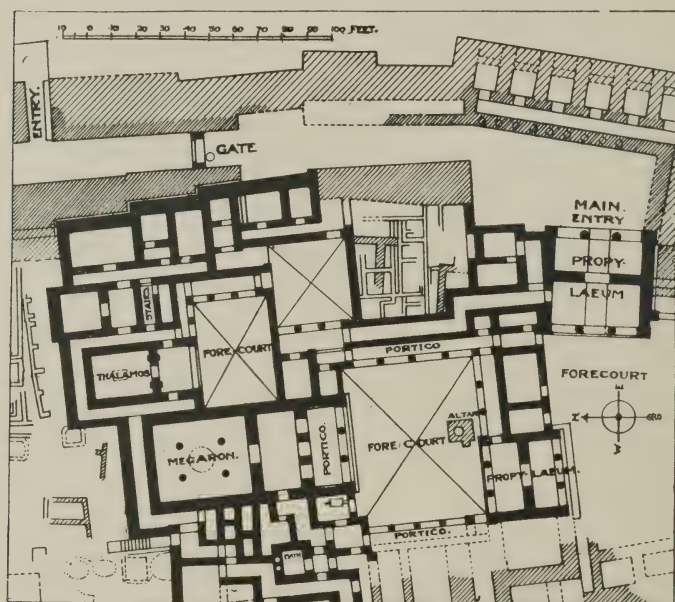 10 0 10 20 30 40 50 60 70 80 90 100 FEET.
ENTRY.
GATE
MAIN.
ENTRY
PROPY-
LAEUM
STAIRS
FORE-COURT
PORTICO
THALAMOS
FORECOURT
ALTAR
E
N
S
W
MEGARON.
PORTICO.
FORE-COURT
PROPY-LAEUM.
BATH
PORTICO.